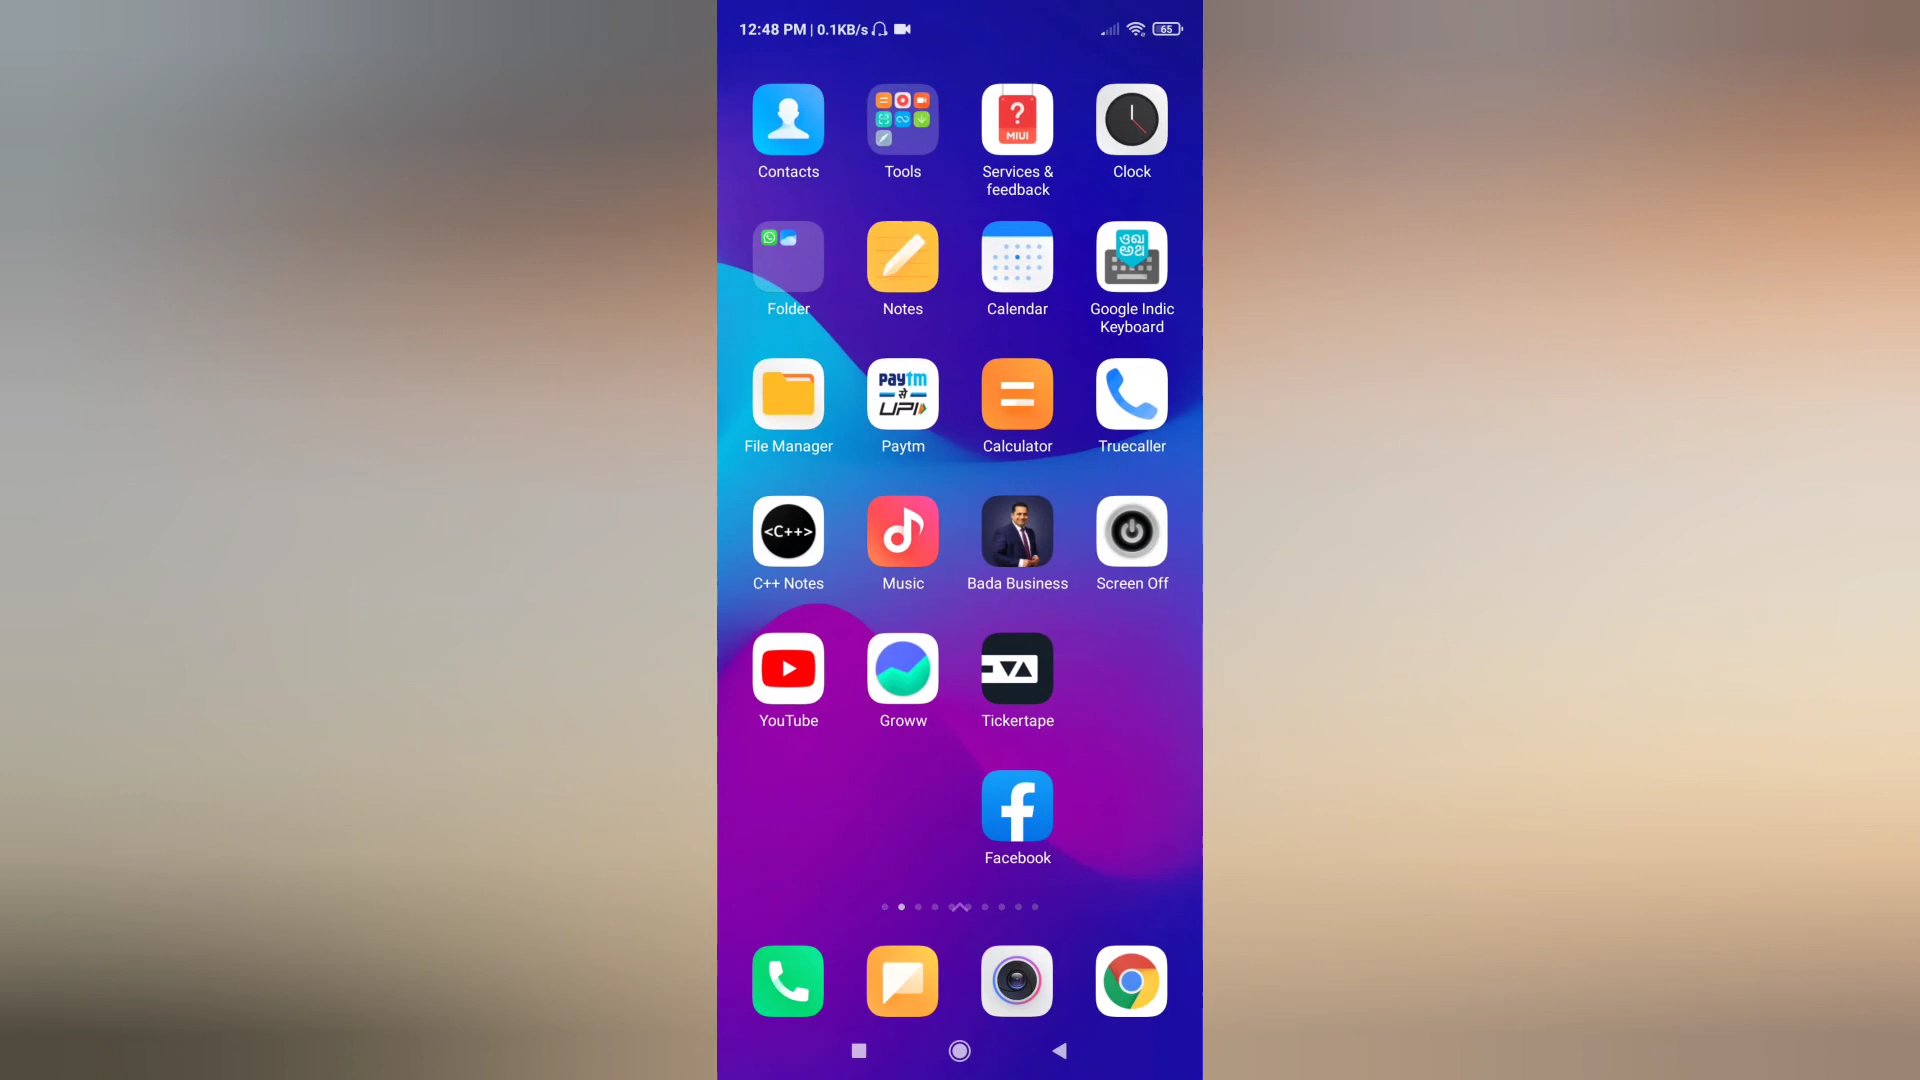 12:48 PM | 0.1KB/s
65
?
MIUI
Contacts
Tools
Services &
feedback
Clock
Folder
Notes
Calendar
Google Indic
Keyboard
paytm
से
UPI
File Manager
Paytm
Calculator
Truecaller
<C++>
C++ Notes
Music
Bada Business
Screen Off
YouTube
Groww
Tickertape
f
Facebook